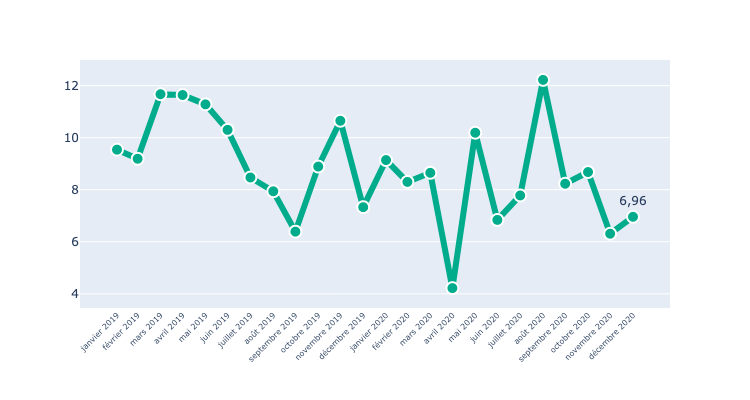 12
10
8
6
4
6,96
janvier 2019
février 2019
mars 2019
avril 2019
mai 2019
juin 2019
juillet 2019
août 2019
septembre 2019
octobre 2019
novembre 2019
décembre 2019
janvier 2020
février 2020
mars 2020
avril 2020
mai 2020
juin 2020
juillet 2020
août 2020
septembre 2020
octobre 2020
novembre 2020
décembre 2020